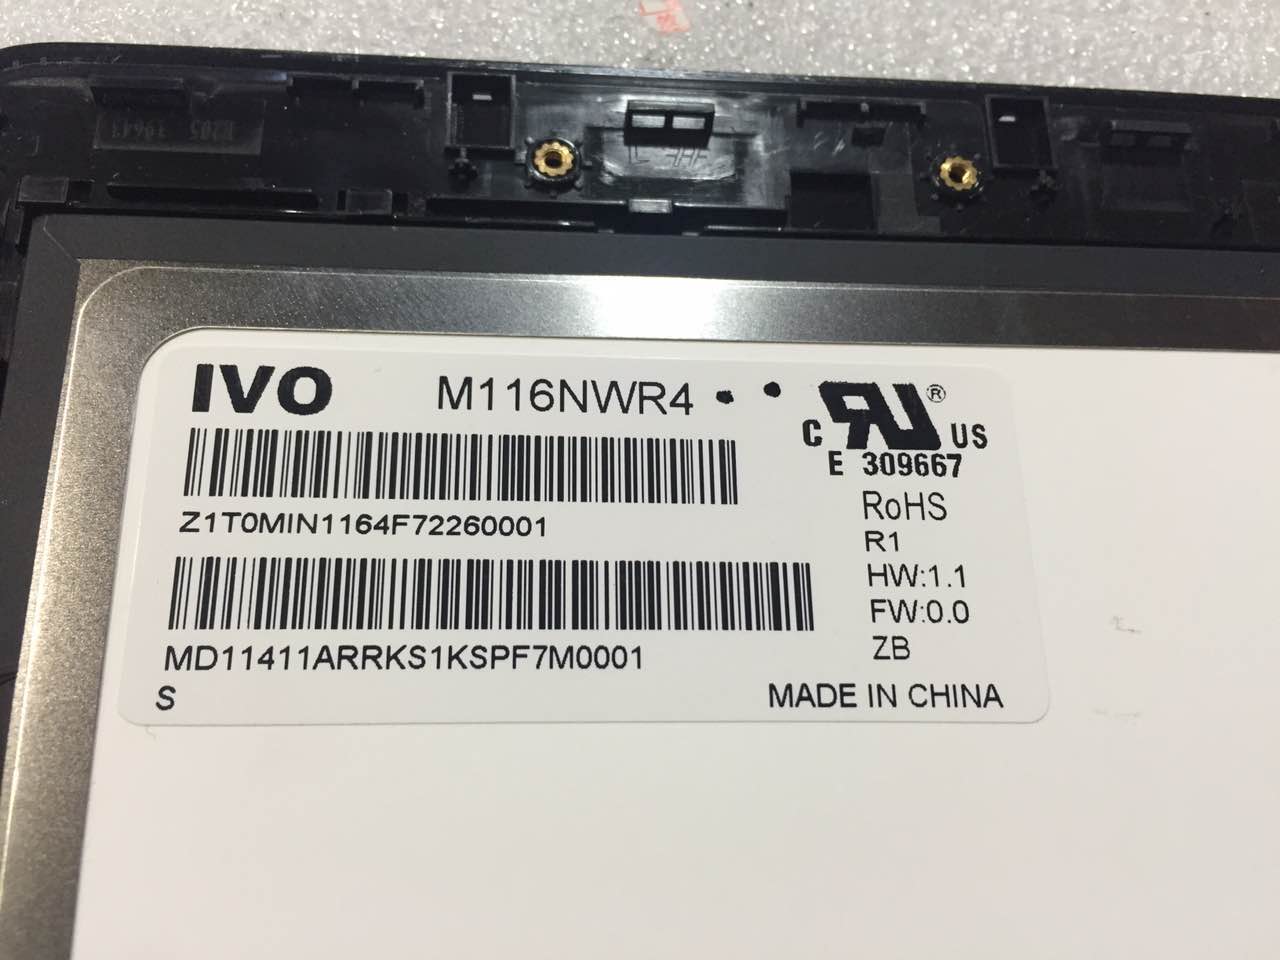 IVO
M116NWR4
C US ®
E 309667
Z1T0MIN1164F72260001
RoHS
R1
HW:1.1
FW:0.0
MD11411ARRKS1KSPF7M0001
ZB
S
MADE IN CHINA